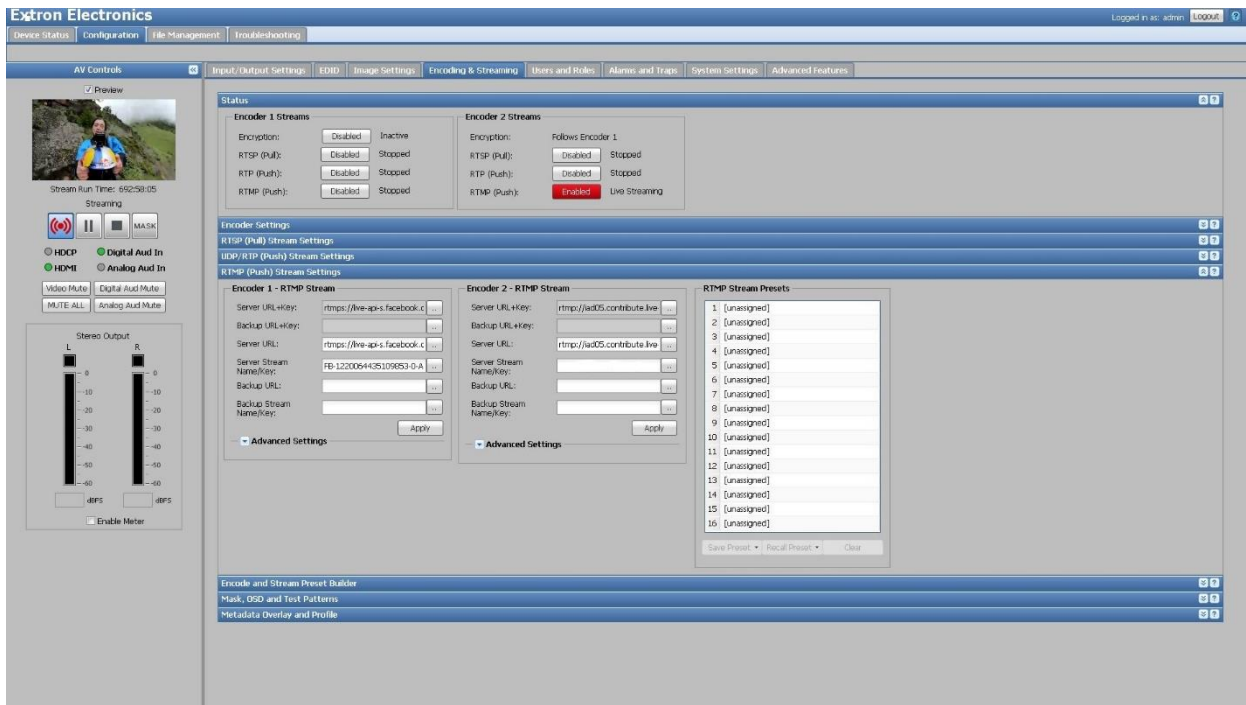 Extron Electronics
Logged in as: admin Logout
Device Status Configuration File Management Troubleshooting
AV Controls
Input/Output Settings EDID Image Settings Encoding & Streaming Users and Roles Alarms and Traps System Settings Advanced Features
Preview
Stream Run Time: 692:58:05
Streaming
MASK
HDCP Digital Aud In
HDMI Analog Aud In
Video Mute Digital Aud Mute
MUTE ALL Analog Aud Mute
Stereo Output
L R
0 0
-10 -10
-20 -20
-30 -30
-40 -40
-50 -50
-60 -60
dBFS dBFS
Enable Meter
Status
Encoder 1 Streams
Encryption: Disabled Inactive
RTSP (Pull): Disabled Stopped
RTP (Push): Disabled Stopped
RTMP (Push): Disabled Stopped
Encoder 2 Streams
Encryption: Follows Encoder 1
RTSP (Pull): Disabled Stopped
RTP (Push): Disabled Stopped
RTMP (Push): Enabled Live Streaming
Encoder Settings
RTSP (Pull) Stream Settings
UDP/RTP (Push) Stream Settings
RTMP (Push) Stream Settings
Encoder 1 - RTMP Stream
Server URL+Key: rtmps://live-api-s.facebook.c ..
Backup URL+Key: ..
Server URL: rtmps://live-api-s.facebook.c ..
Server Stream Name/Key: FB-1220064435109853-0-A ..
Backup URL: ..
Backup Stream Name/Key: ..
Apply
Advanced Settings
Encoder 2 - RTMP Stream
Server URL+Key: rtmp://iad05.contribute.live- ..
Backup URL+Key: ..
Server URL: rtmp://iad05.contribute.live- ..
Server Stream Name/Key: ..
Backup URL: ..
Backup Stream Name/Key: ..
Apply
Advanced Settings
RTMP Stream Presets
1 [unassigned]
2 [unassigned]
3 [unassigned]
4 [unassigned]
5 [unassigned]
6 [unassigned]
7 [unassigned]
8 [unassigned]
9 [unassigned]
10 [unassigned]
11 [unassigned]
12 [unassigned]
13 [unassigned]
14 [unassigned]
15 [unassigned]
16 [unassigned]
Save Preset Recall Preset Clear
Encode and Stream Preset Builder
Mask, OSD and Test Patterns
Metadata Overlay and Profile